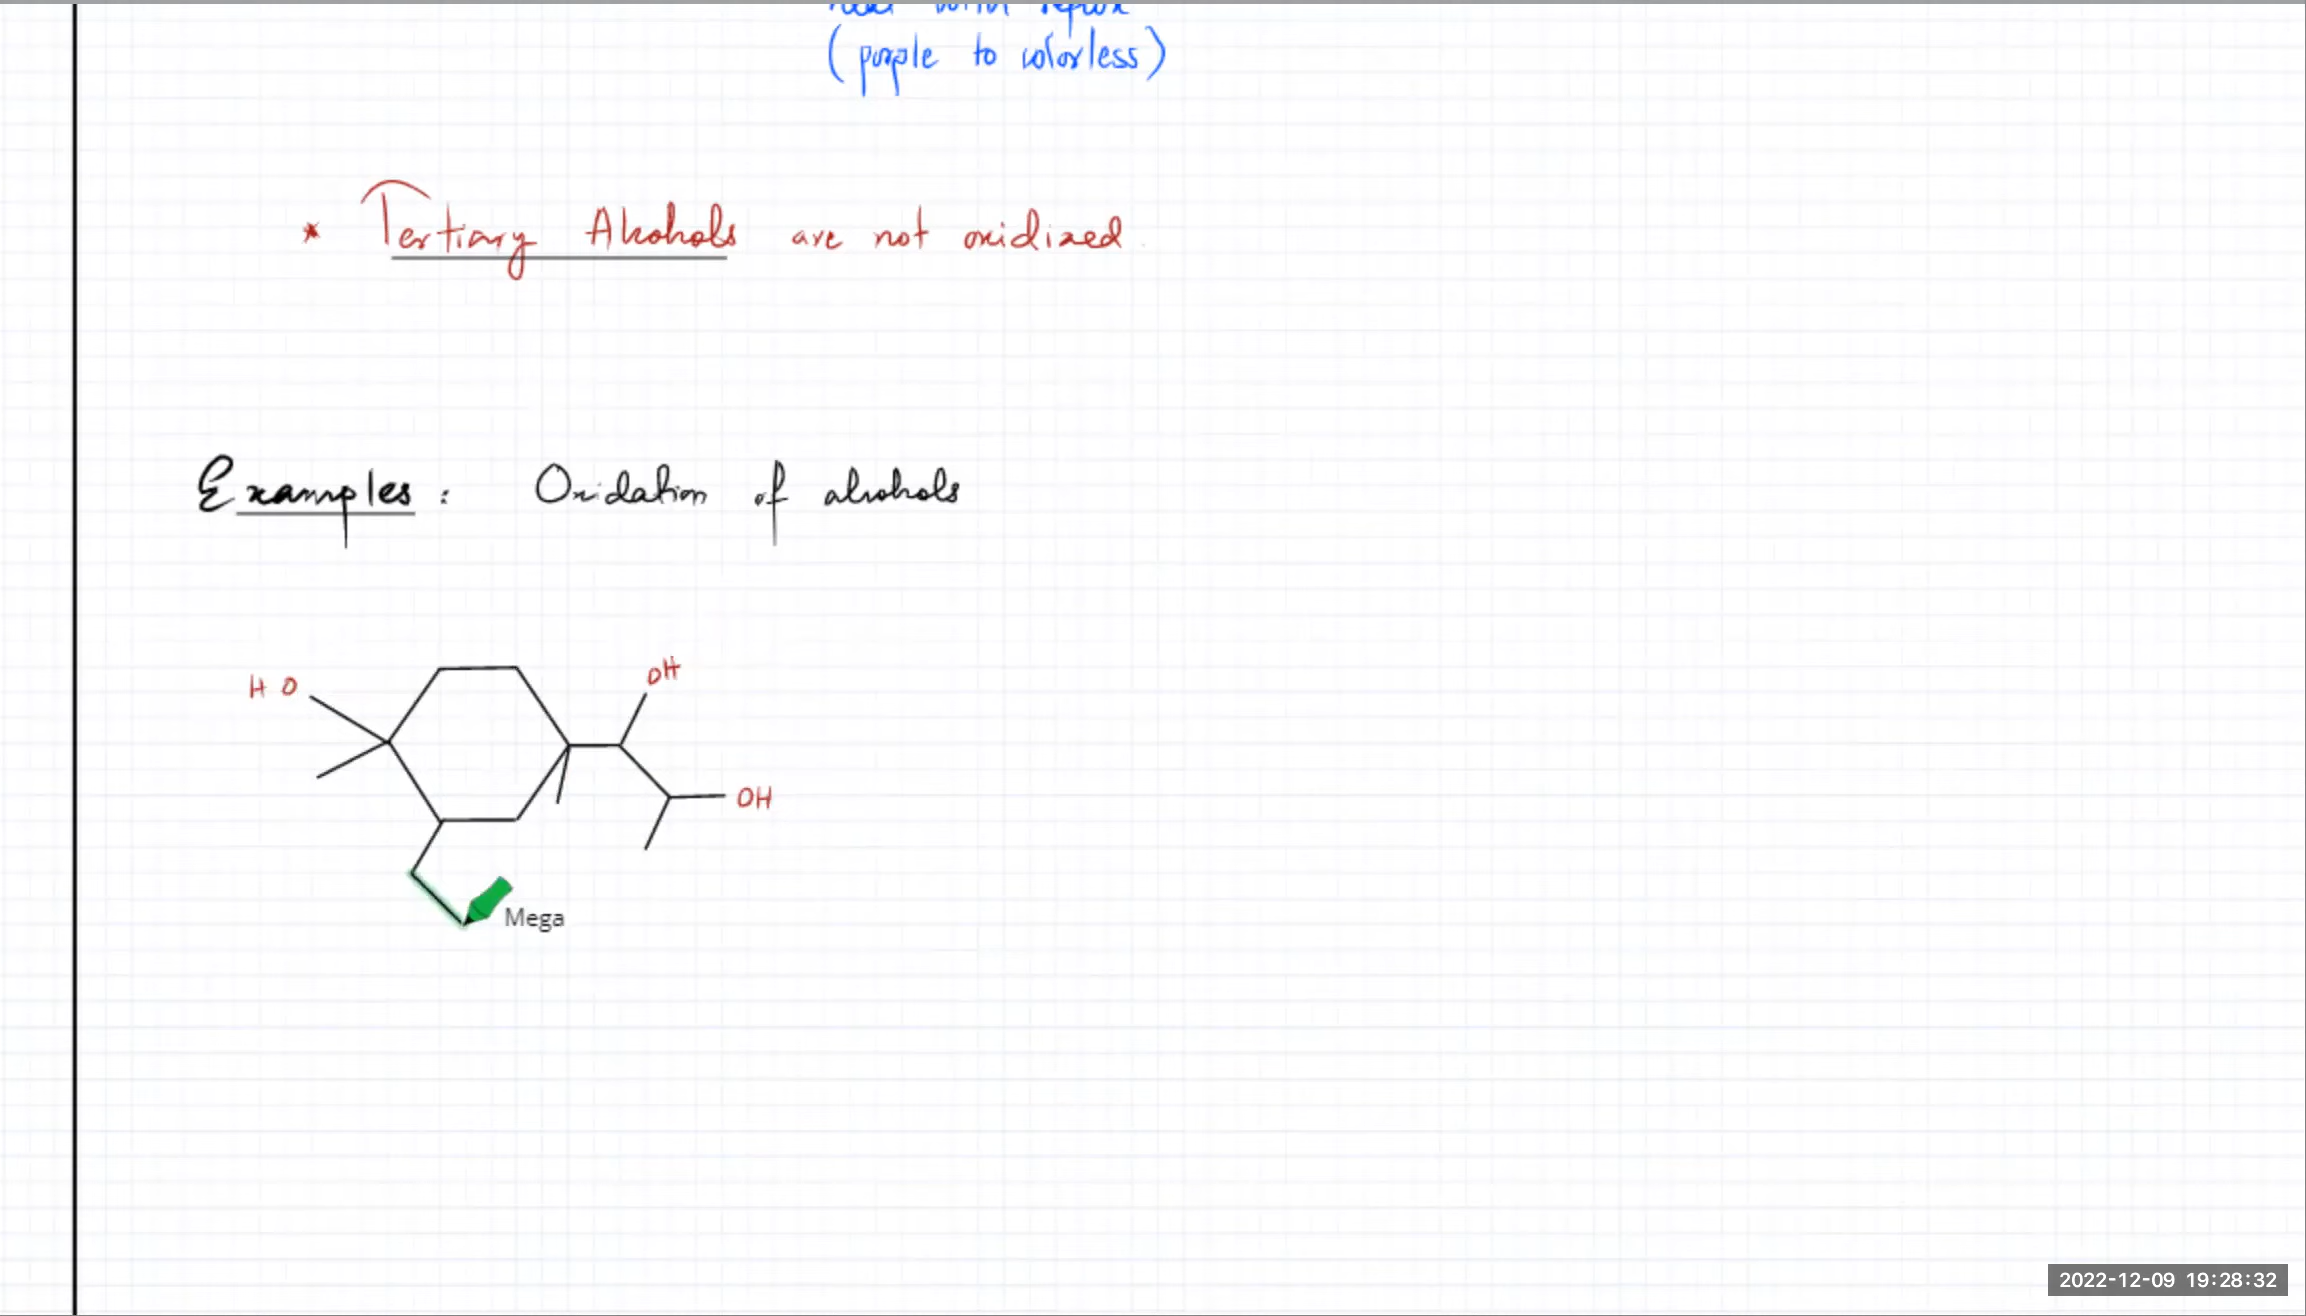 (purple to colorless)
* Tertiary Alcohols are not oxidized
Examples: Oxidation of alcohols
HO
OH
OH
Mega
2022-12-09 19:28:32